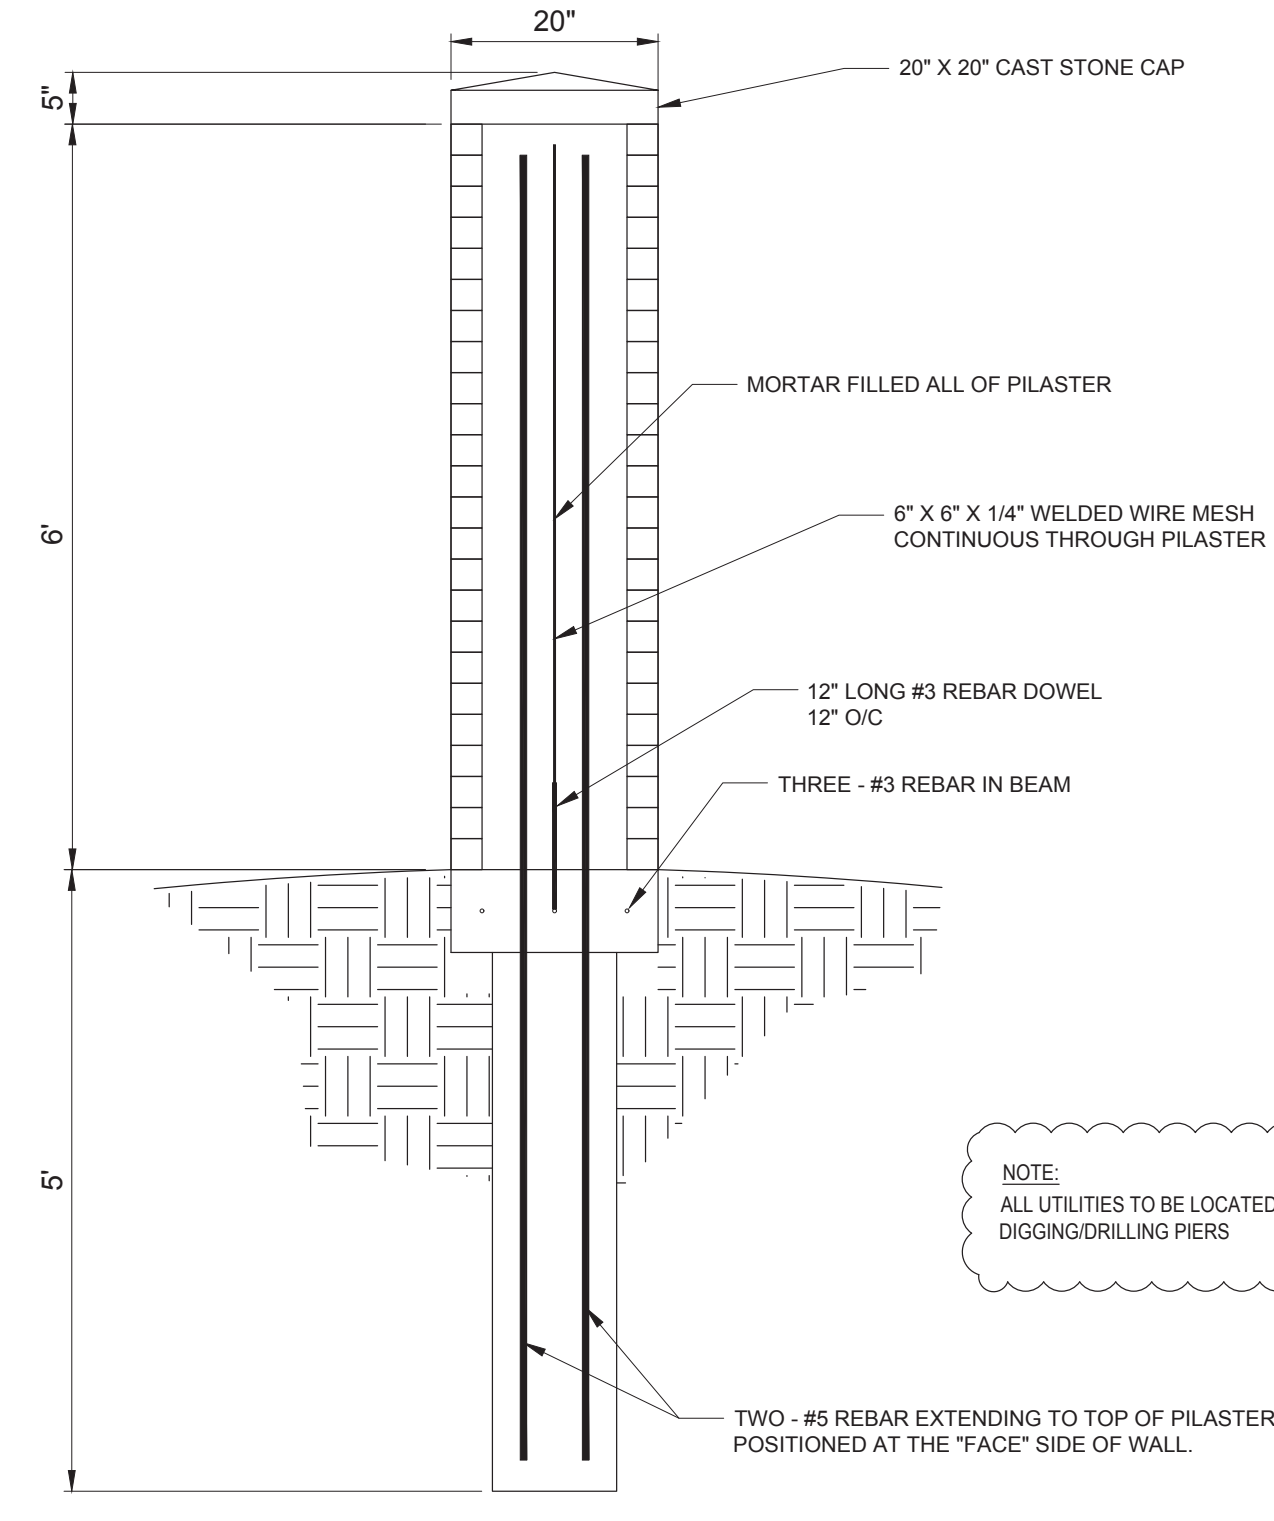 20"
20" X 20" CAST STONE CAP
5"
MORTAR FILLED ALL OF PILASTER
6" X 6" X 1/4" WELDED WIRE MESH
CONTINUOUS THROUGH PILASTER
6'
12" LONG #3 REBAR DOWEL
12" O/C
THREE - #3 REBAR IN BEAM
5'
NOTE:
ALL UTILITIES TO BE LOCATED
DIGGING/DRILLING PIERS
TWO - #5 REBAR EXTENDING TO TOP OF PILASTER
POSITIONED AT THE "FACE" SIDE OF WALL.